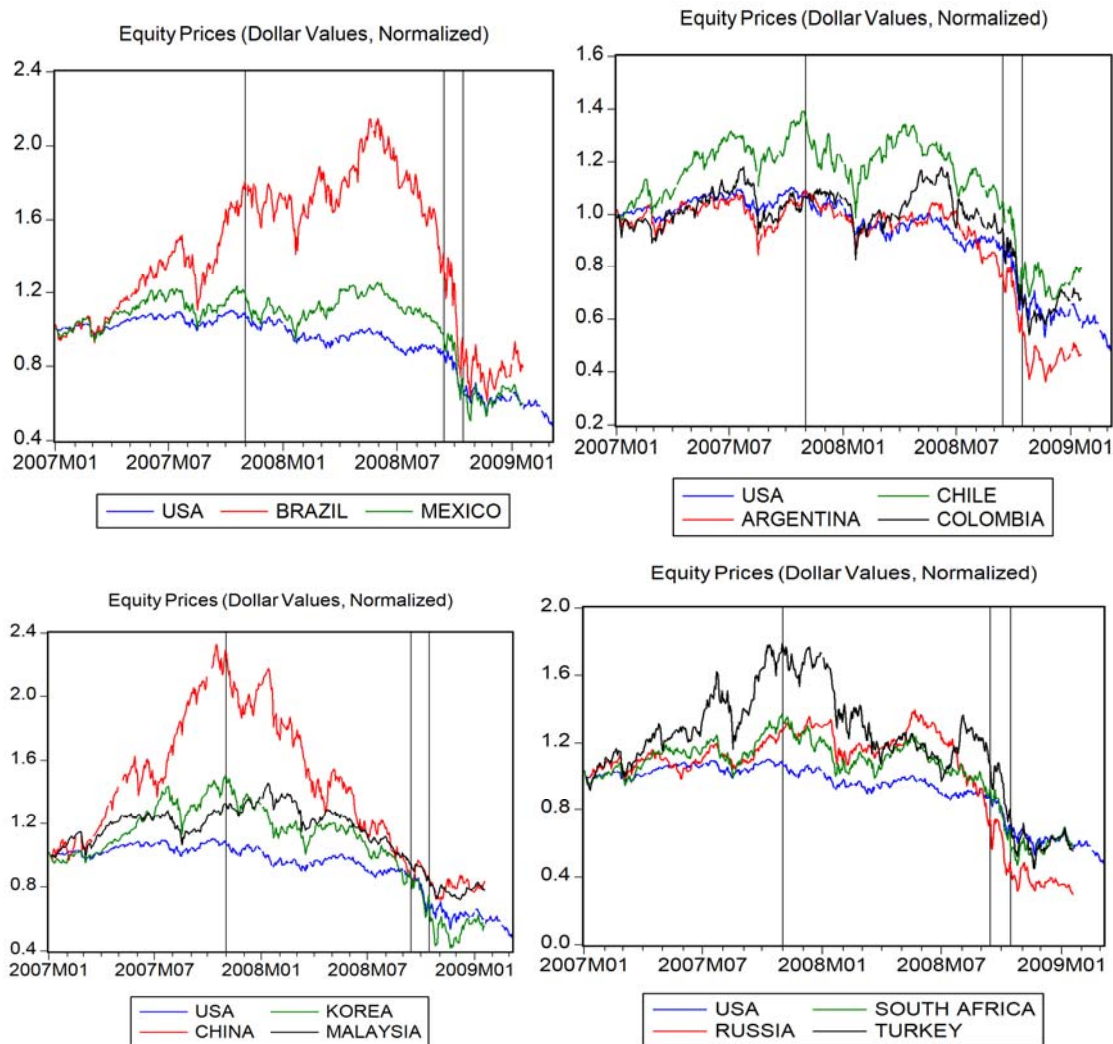 Equity Prices (Dollar Values, Normalized)
2.4
2.0
1.6
1.2
0.8
0.4
2007M01 2007M07 2008M01 2008M07 2009M01
USA BRAZIL MEXICO
Equity Prices (Dollar Values, Normalized)
1.6
1.4
1.2
1.0
0.8
0.6
0.4
0.2
2007M01 2007M07 2008M01 2008M07 2009M01
USA CHILE
ARGENTINA COLOMBIA
Equity Prices (Dollar Values, Normalized)
2.4
2.0
1.6
1.2
0.8
0.4
2007M01 2007M07 2008M01 2008M07 2009M01
USA KOREA
CHINA MALAYSIA
Equity Prices (Dollar Values, Normalized)
2.0
1.6
1.2
0.8
0.4
0.0
2007M01 2007M07 2008M01 2008M07 2009M01
USA SOUTH AFRICA
RUSSIA TURKEY